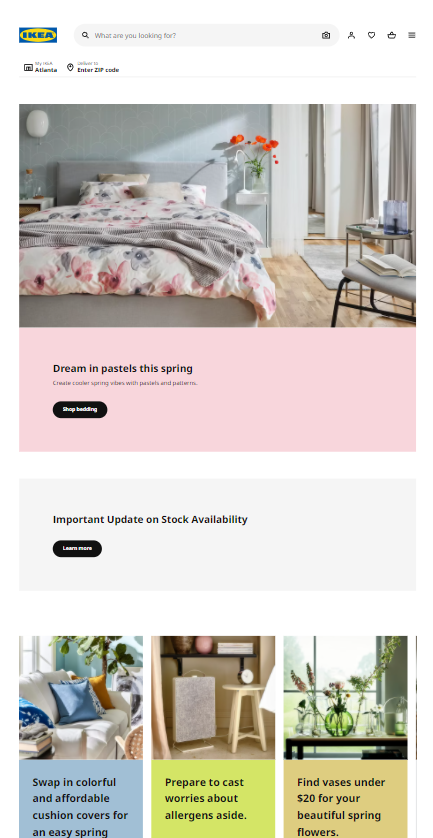 IKEA
What are you looking for?
My IKEA
Atlanta
Deliver to
Enter ZIP code
Dream in pastels this spring
Create cooler spring vibes with pastels and patterns.
Shop bedding
Important Update on Stock Availability
Learn more
Swap in colorful
and affordable
cushion covers for
an easy spring
Prepare to cast
worries about
allergens aside.
Find vases under
$20 for your
beautiful spring
flowers.